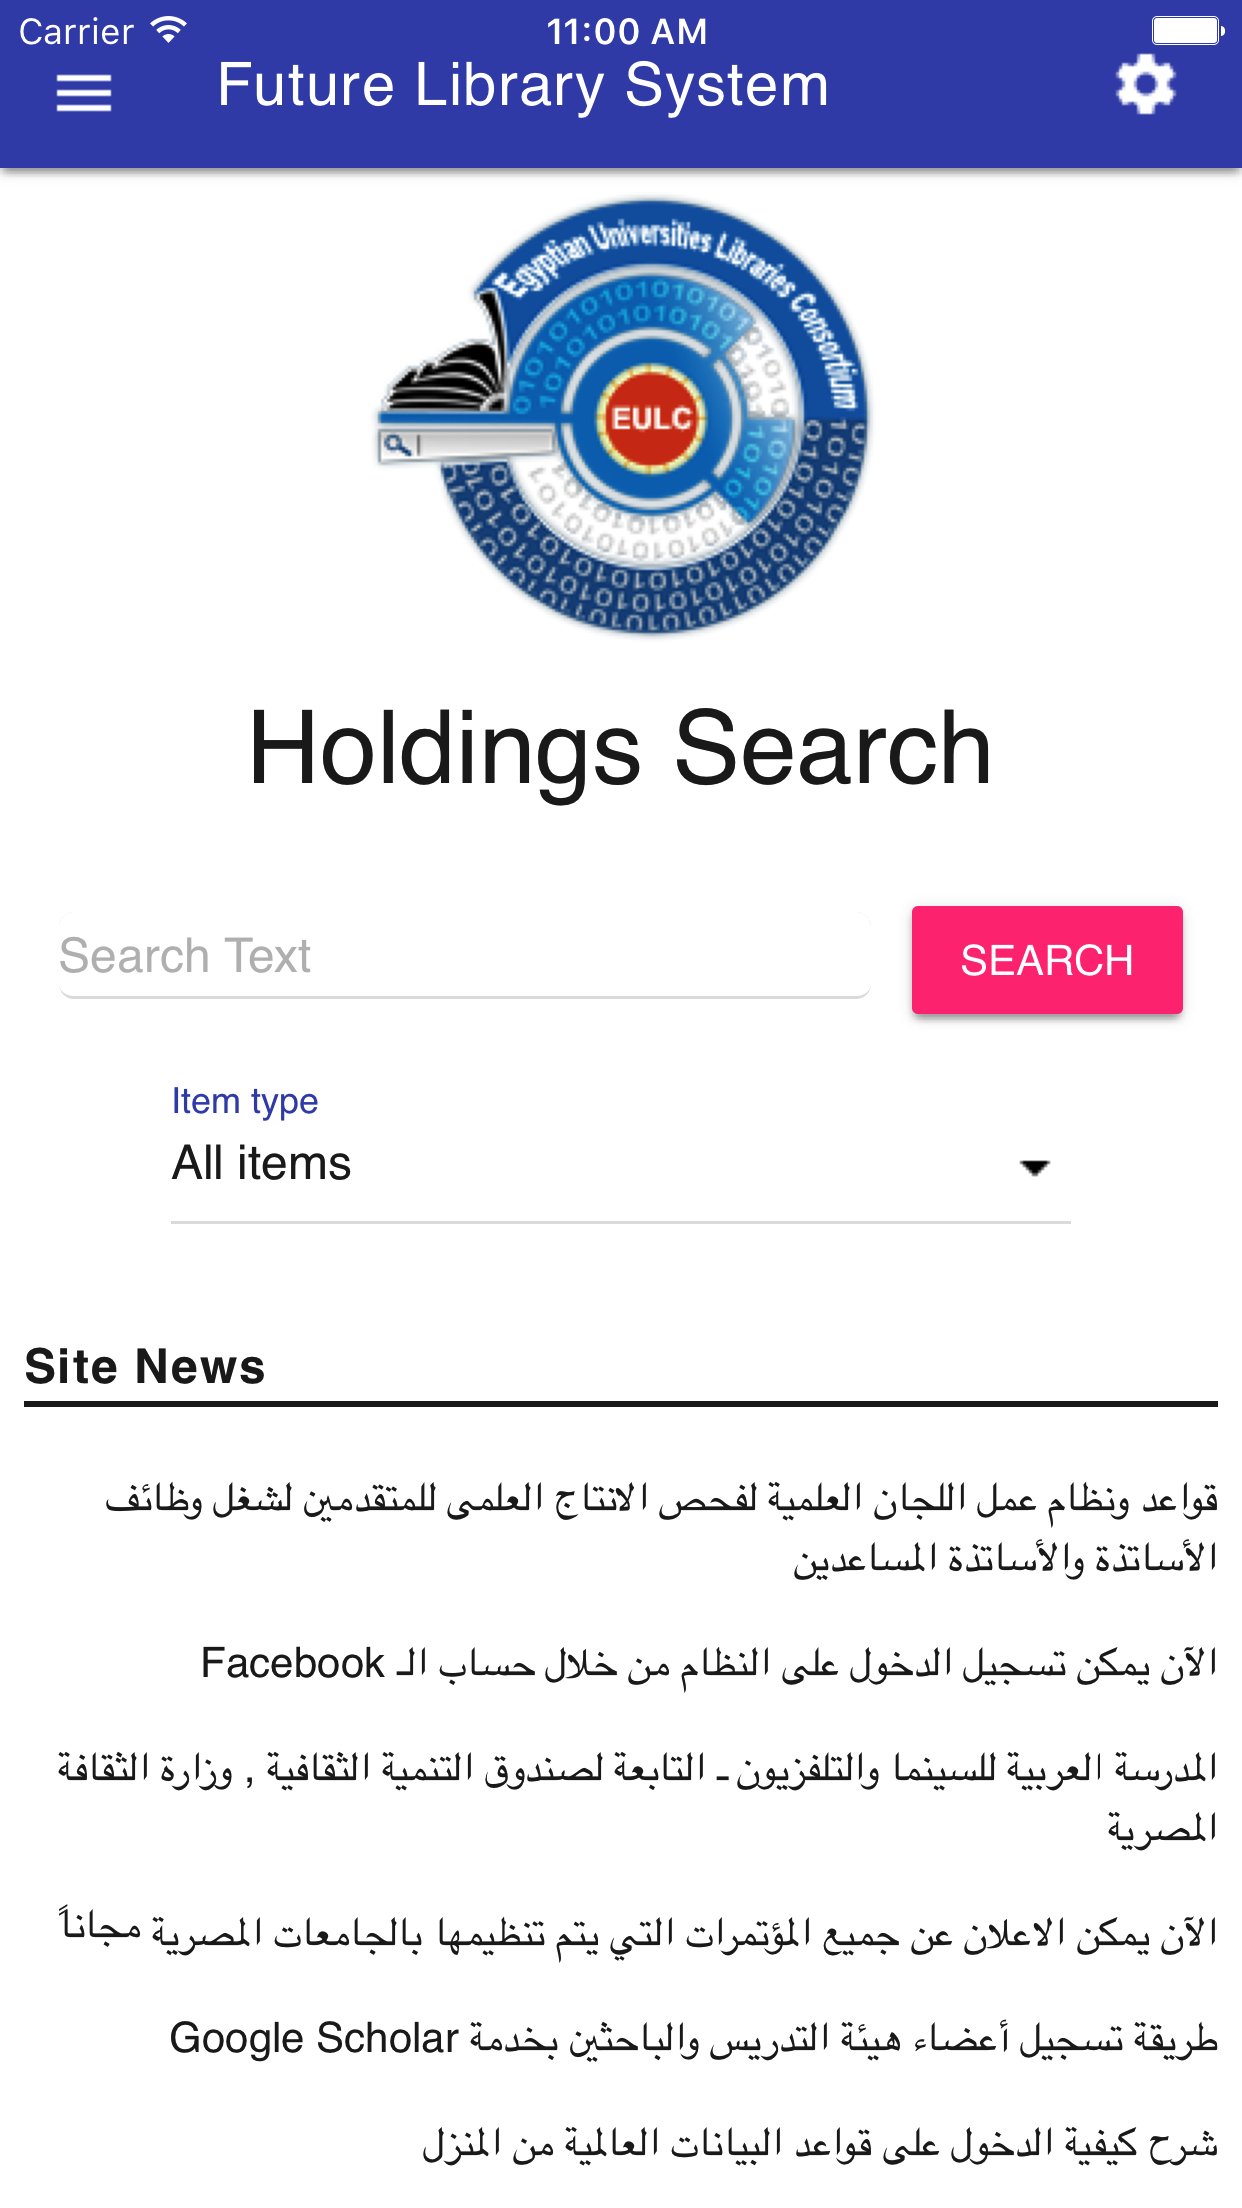 Carrier 11:00 AM
Future Library System
Egyptian Universities Libraries Consortium
EULC
Holdings Search
Search Text
SEARCH
Item type
All items
Site News
قواعد ونظام عمل اللجان العلمية لفحص الانتاج العلمى للمتقدمين لشغل وظائف
الأساتذة والأساتذة المساعدين
الآن يمكن تسجيل الدخول على النظام من خلال حساب الـ Facebook
المدرسة العربية للسينما والتلفزيون ـ التابعة لصندوق التنمية الثقافية , وزارة الثقافة
المصرية
الآن يمكن الاعلان عن جميع المؤتمرات التي يتم تنظيمها بالجامعات المصرية مجاناً
طريقة تسجيل أعضاء هيئة التدريس والباحثين بخدمة Google Scholar
شرح كيفية الدخول على قواعد البيانات العالمية من المنزل